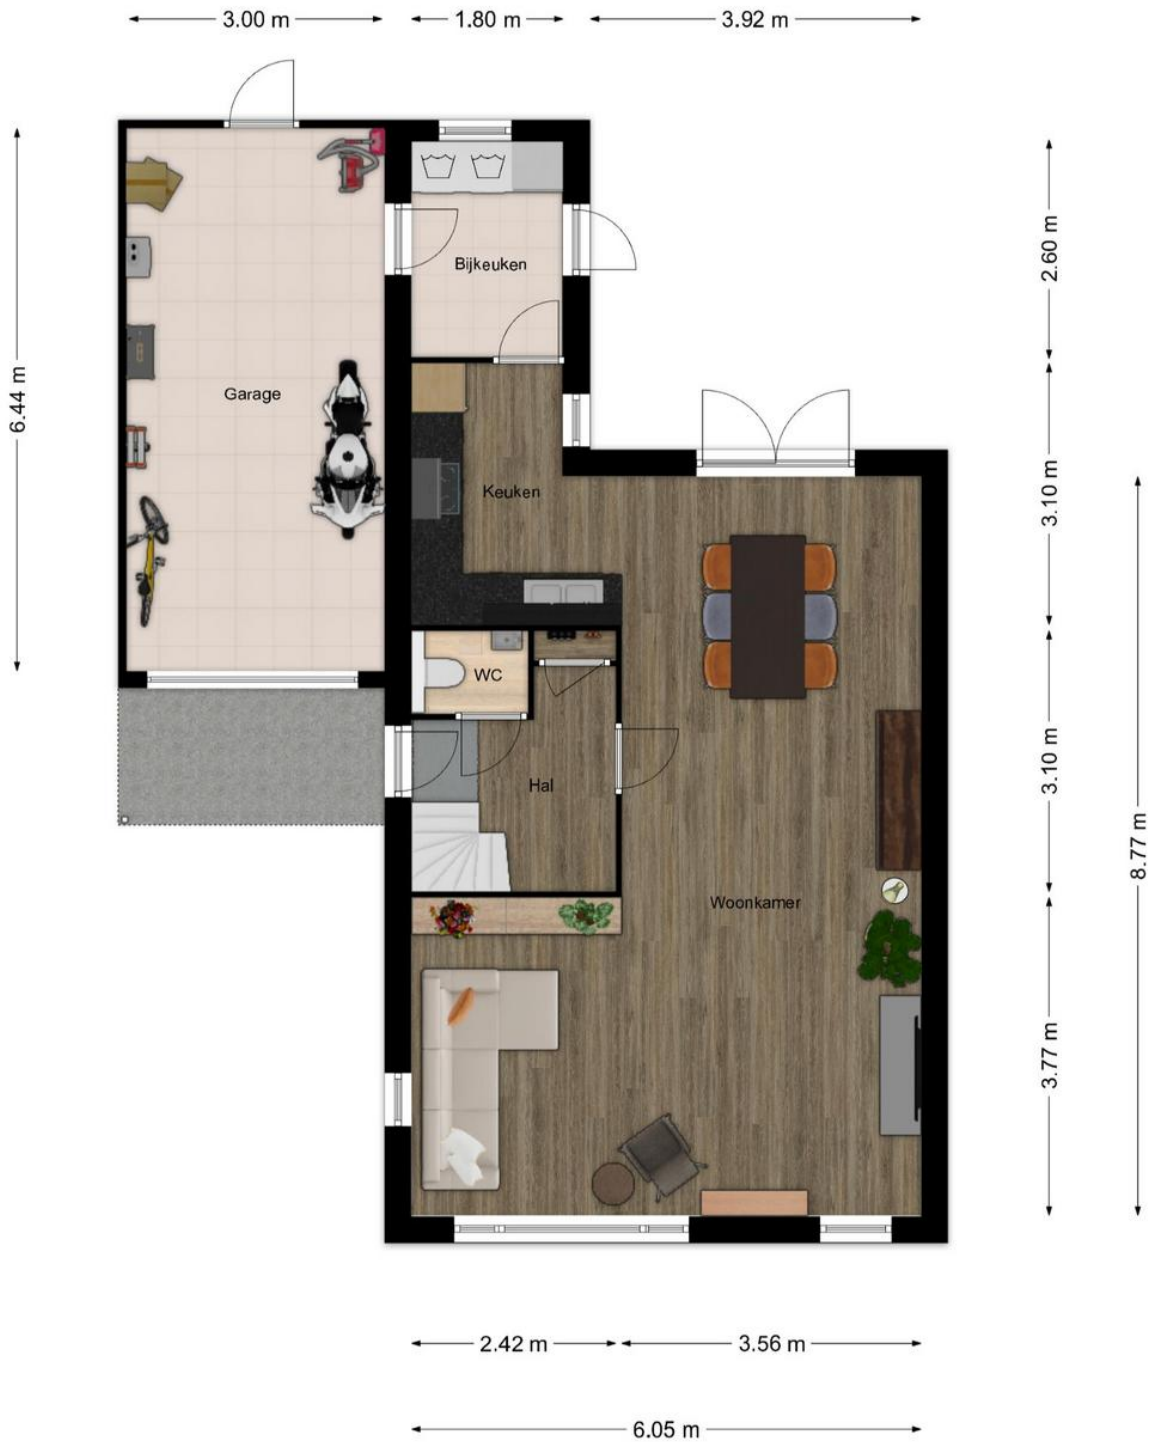 3.00 m
1.80 m
3.92 m
6.44 m
2.60 m
Bijkeuken
Garage
Keuken
3.10 m
WC
Hal
3.10 m
8.77 m
Woonkamer
3.77 m
2.42 m
3.56 m
6.05 m